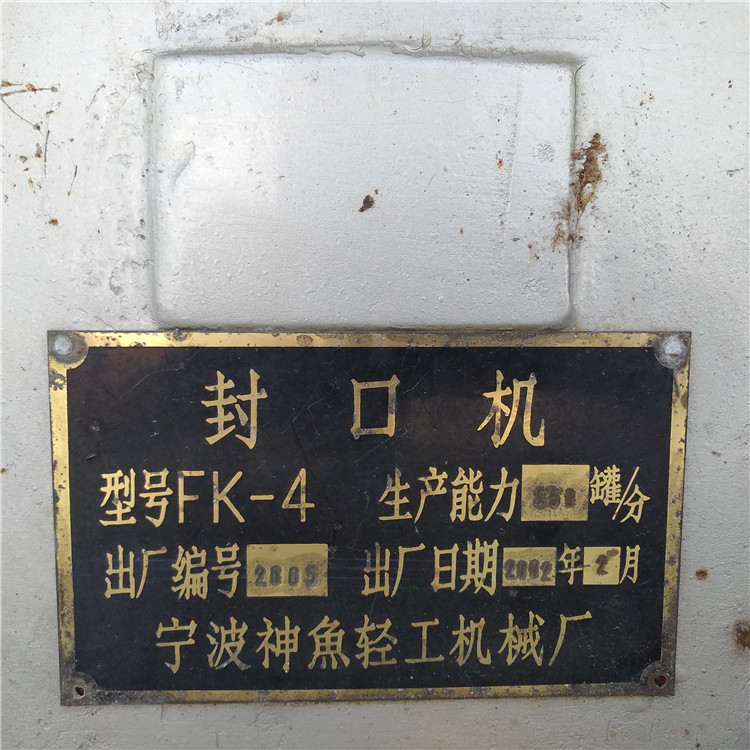 封口机
型号FK-4 生产能力 罐/分
出厂编号 2005 出厂日期 2002年2月
宁波神魚轻工机械厂